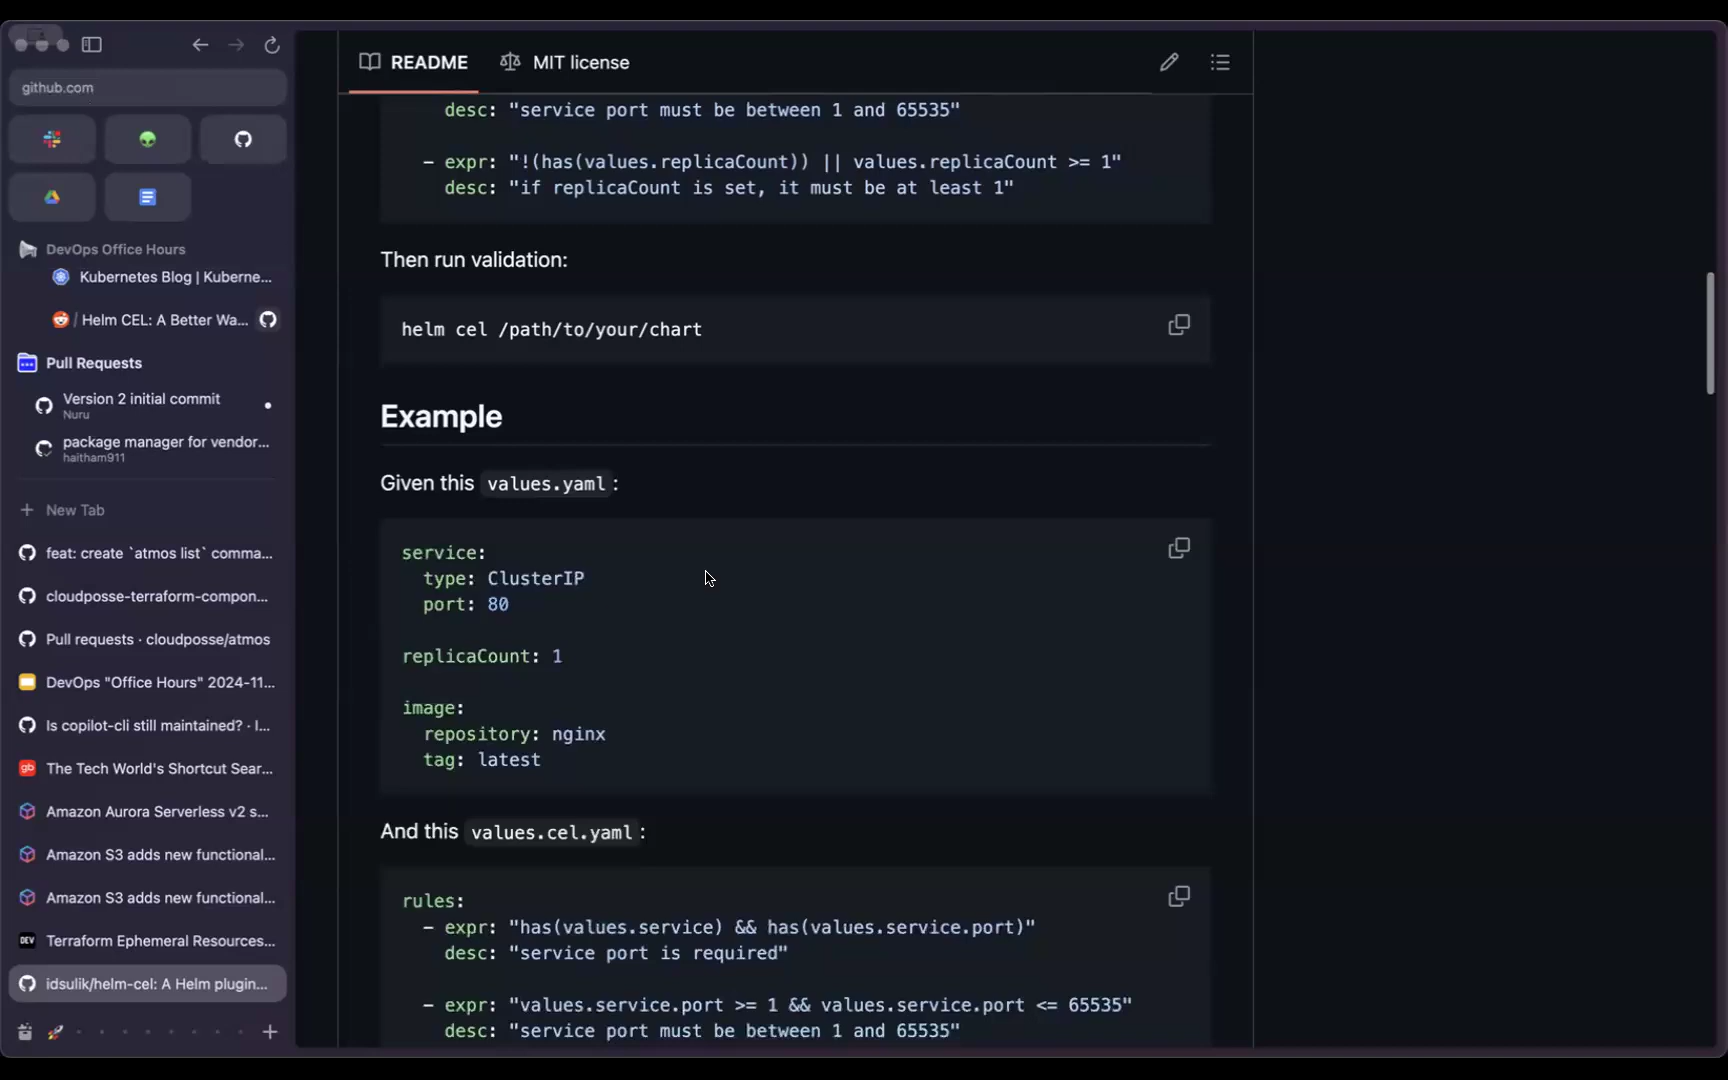 github.com
DevOps Office Hours
Kubernetes Blog | Kuberne...
/ Helm CEL: A Better Wa...
Pull Requests
Version 2 initial commit
Nuru
package manager for vendor...
haitham911
+ New Tab
feat: create `atmos list` comma...
cloudposse-terraform-compon...
Pull requests · cloudposse/atmos
DevOps "Office Hours" 2024-11...
Is copilot-cli still maintained? · I...
gb The Tech World's Shortcut Sear...
Amazon Aurora Serverless v2 s...
Amazon S3 adds new functional...
Amazon S3 adds new functional...
DEV Terraform Ephemeral Resources...
idsulik/helm-cel: A Helm plugin...
README
MIT license
desc: "service port must be between 1 and 65535"
- expr: "!(has(values.replicaCount)) || values.replicaCount >= 1"
desc: "if replicaCount is set, it must be at least 1"
Then run validation:
helm cel /path/to/your/chart
Example
Given this values.yaml:
service:
type: ClusterIP
port: 80
replicaCount: 1
image:
repository: nginx
tag: latest
And this values.cel.yaml:
rules:
- expr: "has(values.service) && has(values.service.port)"
desc: "service port is required"
- expr: "values.service.port >= 1 && values.service.port <= 65535"
desc: "service port must be between 1 and 65535"